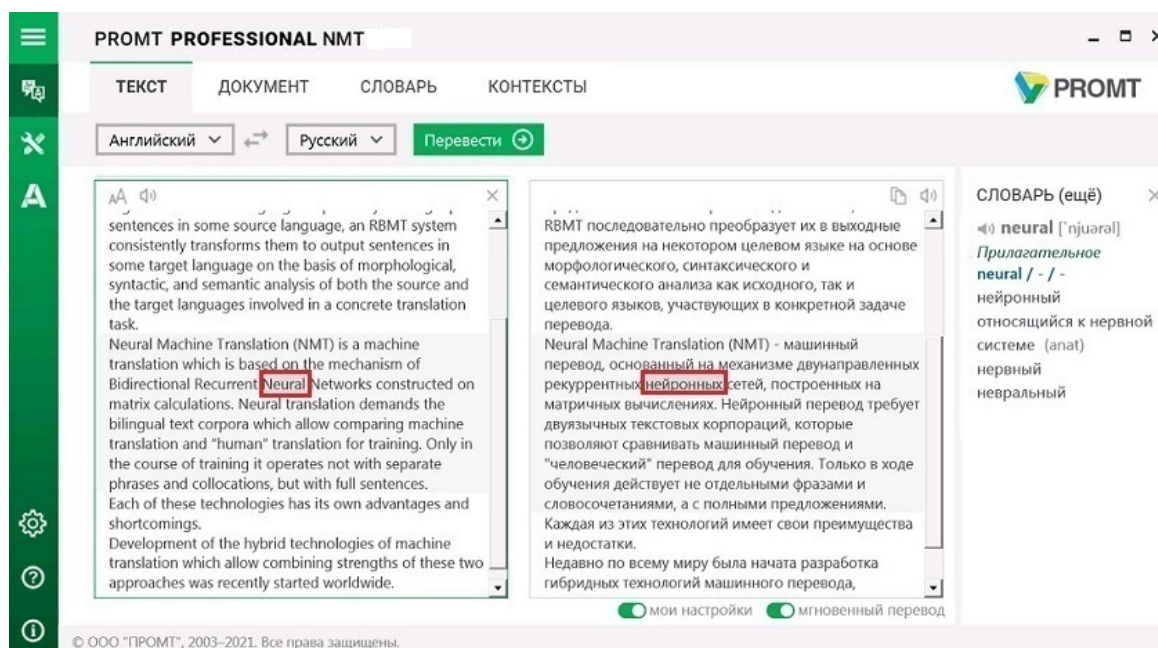 PROMT PROFESSIONAL NMT
ТЕКСТ ДОКУМЕНТ СЛОВАРЬ КОНТЕКСТЫ
PROMT
Английский Русский Перевести
sentences in some source language, an RBMT system
consistently transforms them to output sentences in
some target language on the basis of morphological,
syntactic, and semantic analysis of both the source and
the target languages involved in a concrete translation
task.
Neural Machine Translation (NMT) is a machine
translation which is based on the mechanism of
Bidirectional Recurrent Neural Networks constructed on
matrix calculations. Neural translation demands the
bilingual text corpora which allow comparing machine
translation and "human" translation for training. Only in
the course of training it operates not with separate
phrases and collocations, but with full sentences.
Each of these technologies has its own advantages and
shortcomings.
Development of the hybrid technologies of machine
translation which allow combining strengths of these two
approaches was recently started worldwide.
RBMT последовательно преобразует их в выходные
предложения на некотором целевом языке на основе
морфологического, синтаксического и
семантического анализа как исходного, так и
целевого языков, участвующих в конкретной задаче
перевода.
Neural Machine Translation (NMT) - машинный
перевод, основанный на механизме двунаправленных
рекуррентных нейронных сетей, построенных на
матричных вычислениях. Нейронный перевод требует
двуязычных текстовых корпораций, которые
позволяют сравнивать машинный перевод и
"человеческий" перевод для обучения. Только в ходе
обучения действует не отдельными фразами и
словосочетаниями, а с полными предложениями.
Каждая из этих технологий имеет свои преимущества
и недостатки.
Недавно по всему миру была начата разработка
гибридных технологий машинного перевода,
СЛОВАРЬ (ещё)
neural [ˈnjuərəl]
Прилагательное
neural / - / -
нейронный
относящийся к нервной
системе (anat)
нервный
невральный
мои настройки мгновенный перевод
© ООО "ПРОМТ", 2003–2021. Все права защищены.